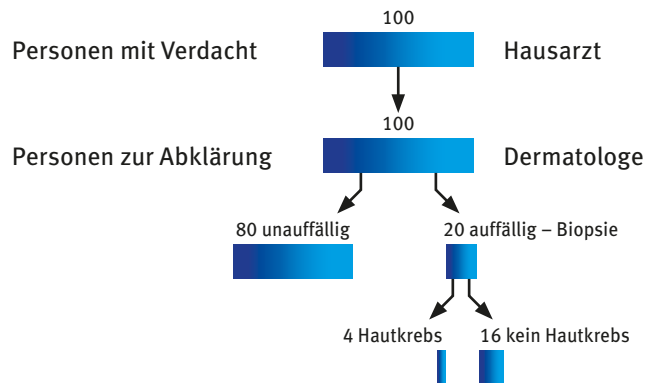 100
Personen mit Verdacht
Hausarzt
100
Personen zur Abklärung
Dermatologe
80 unauffällig
20 auffällig – Biopsie
4 Hautkrebs
16 kein Hautkrebs